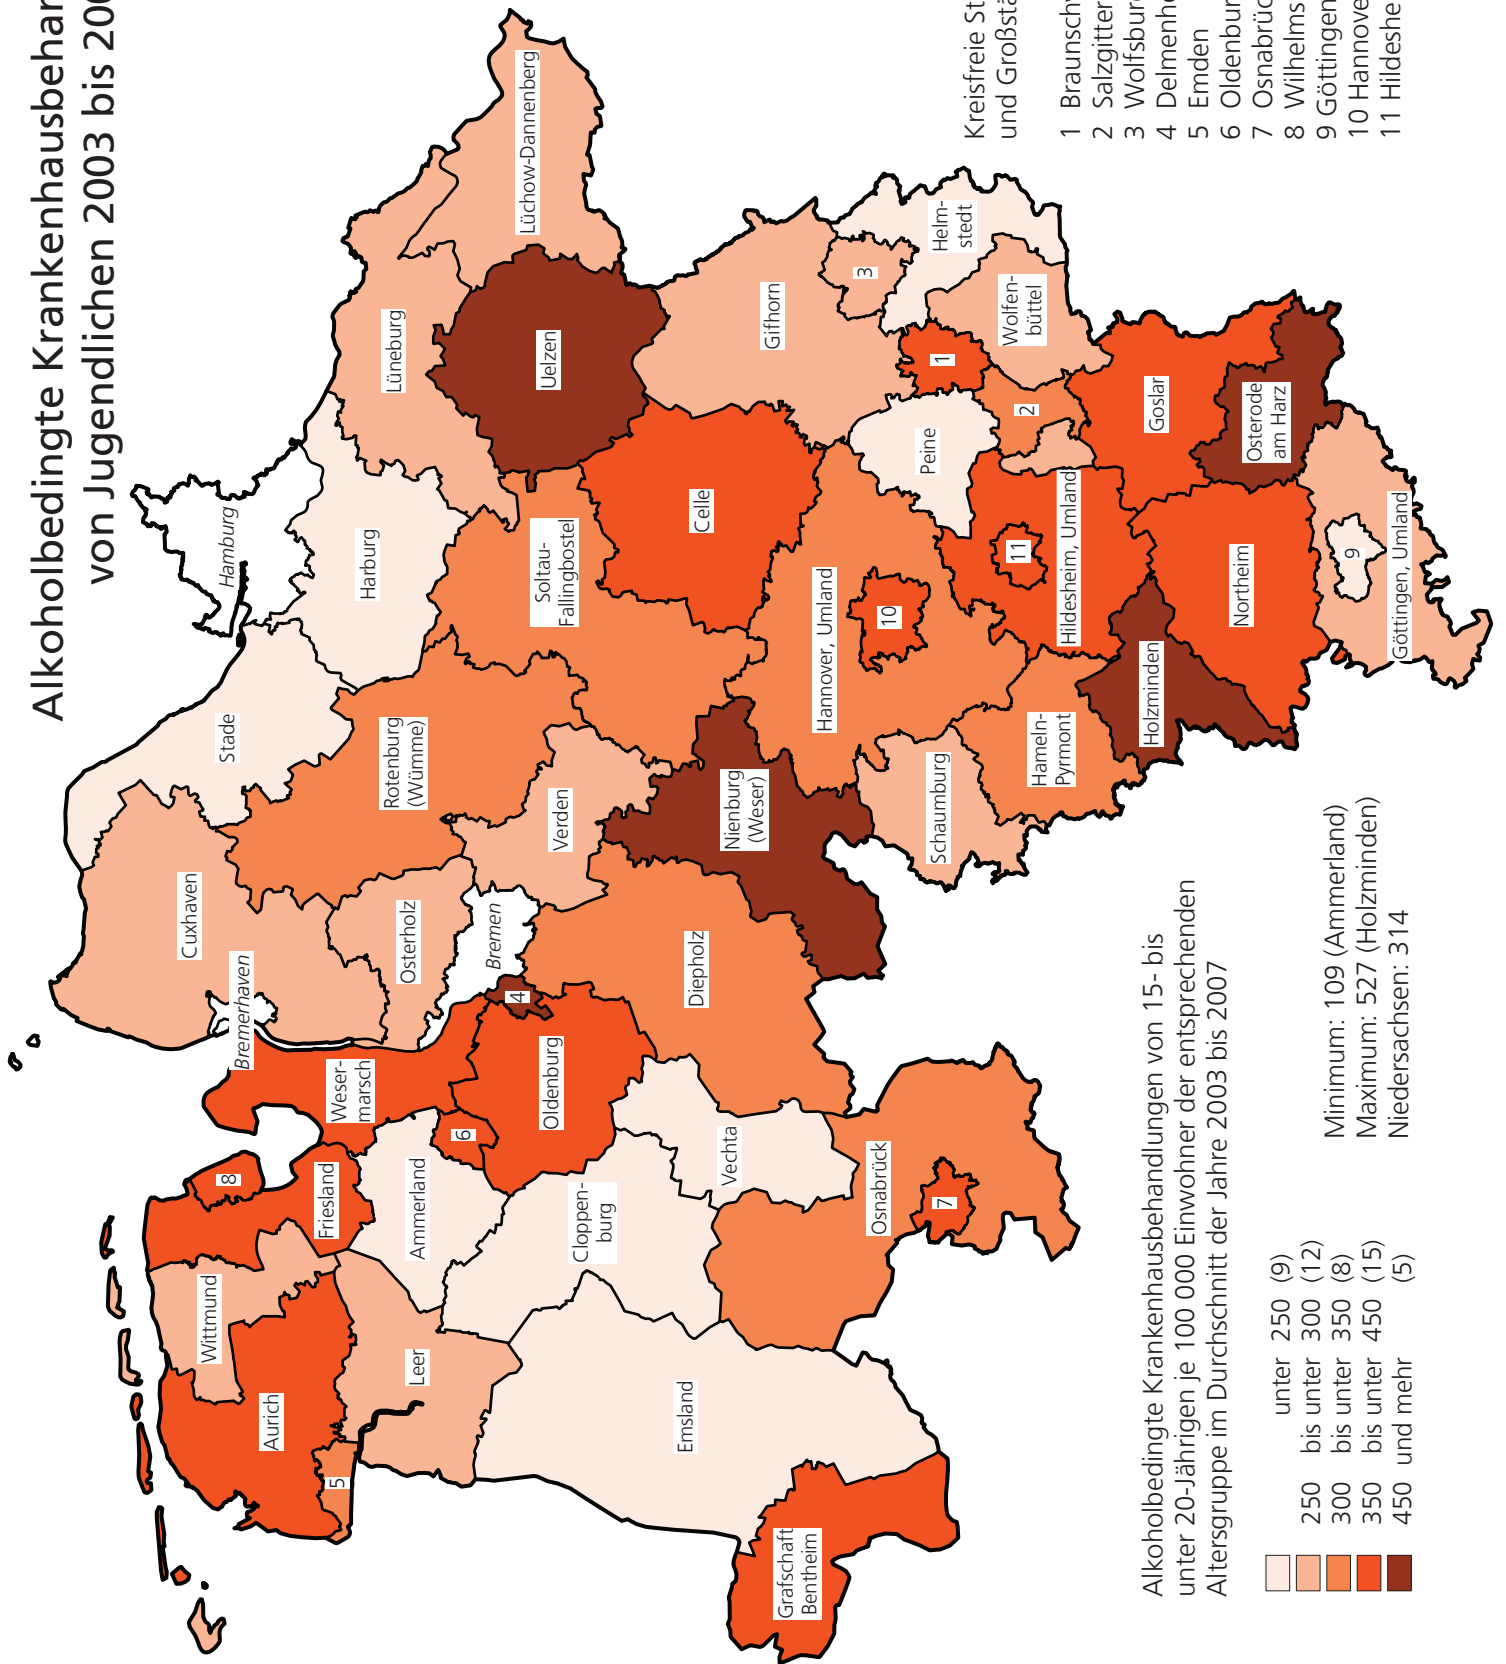 Alkoholbedingte Krankenhausbehar
von Jugendlichen 2003 bis 200
Hamburg
Stade
Harburg
Lüneburg
Lüchow-Dannenberg
Uelzen
Cuxhaven
Bremerhaven
Rotenburg
(Wümme)
Soltau-
Fallingbostel
Osterholz
Bremen
Verden
Celle
Gifhorn
Wittmund
Aurich
5
Leer
8
Friesland
Weser-
marsch
Ammerland
6
Oldenburg
4
Cloppen-
burg
Vechta
Diepholz
Nienburg
(Weser)
Emsland
Grafschaft
Bentheim
Osnabrück
7
Hannover, Umland
10
Schaumburg
Hameln-
Pyrmont
Hildesheim, Umland
11
Peine
1
2
3
Helm-
stedt
Wolfen-
büttel
Goslar
Osterode
am Harz
Holzminden
Northeim
Göttingen, Umland
9
Kreisfreie St
und Großstä
1 Braunschw
2 Salzgitter
3 Wolfsburg
4 Delmenho
5 Emden
6 Oldenbur
7 Osnabrüc
8 Wilhelms
9 Göttingen
10 Hannove
11 Hildeshe
Alkoholbedingte Krankenhausbehandlungen von 15- bis
unter 20-Jährigen je 100 000 Einwohner der entsprechenden
Altersgruppe im Durchschnitt der Jahre 2003 bis 2007
unter 250 (9)
250 bis unter 300 (12)
300 bis unter 350 (8)
350 bis unter 450 (15)
450 und mehr (5)
Minimum: 109 (Ammerland)
Maximum: 527 (Holzminden)
Niedersachsen: 314